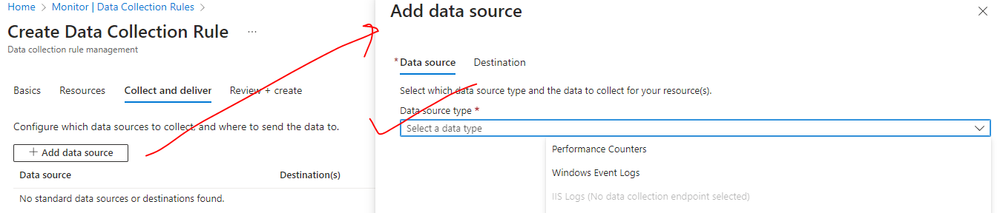 Home > Monitor | Data Collection Rules >
Create Data Collection Rule ...
Data collection rule management
Basics Resources Collect and deliver Review + create
Configure which data sources to collect, and where to send the data to.
+ Add data source
Data source Destination(s)
No standard data sources or destinations found.
Add data source
* Data source Destination
Select which data source type and the data to collect for your resource(s).
Data source type *
Select a data type
Performance Counters
Windows Event Logs
IIS Logs (No data collection endpoint selected)